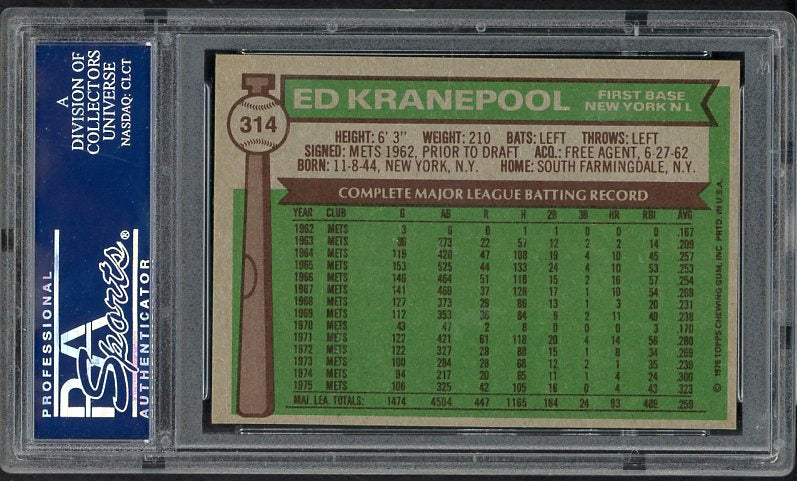 A
DIVISION OF
COLLECTORS
UNIVERSE
NASDAQ: CLCT
PROFESSIONAL
PSA
Sports®
AUTHENTICATOR
314
ED KRANEPOOL
FIRST BASE
NEW YORK N L
HEIGHT: 6' 3" WEIGHT: 210 BATS: LEFT THROWS: LEFT
SIGNED: METS 1962, PRIOR TO DRAFT ACQ.: FREE AGENT, 6-27-62
BORN: 11-8-44, NEW YORK, N.Y. HOME: SOUTH FARMINGDALE, N.Y.
COMPLETE MAJOR LEAGUE BATTING RECORD
YEAR CLUB G AB R H 2B 3B HR RBI AVG
1962 METS 3 6 0 1 1 0 0 0 .167
1963 METS 86 273 22 57 12 2 2 14 .209
1964 METS 119 420 47 108 19 4 10 45 .257
1965 METS 153 525 44 133 24 4 10 53 .253
1966 METS 146 464 51 118 15 2 16 57 .254
1967 METS 141 469 37 126 17 1 10 54 .269
1968 METS 127 373 29 86 13 1 3 20 .231
1969 METS 112 353 36 84 9 2 11 49 .238
1970 METS 43 47 2 8 0 0 0 3 .170
1971 METS 122 421 61 118 20 4 14 58 .280
1972 METS 122 327 28 88 15 1 8 34 .269
1973 METS 100 284 28 68 12 2 1 35 .239
1974 METS 94 217 20 65 11 1 4 24 .300
1975 METS 106 325 42 105 16 0 4 43 .323
MAJ. LEA. TOTALS: 1474 4504 447 1165 184 24 93 489 .259
© 1976 TOPPS CHEWING GUM, INC. PRTD. IN U.S.A.